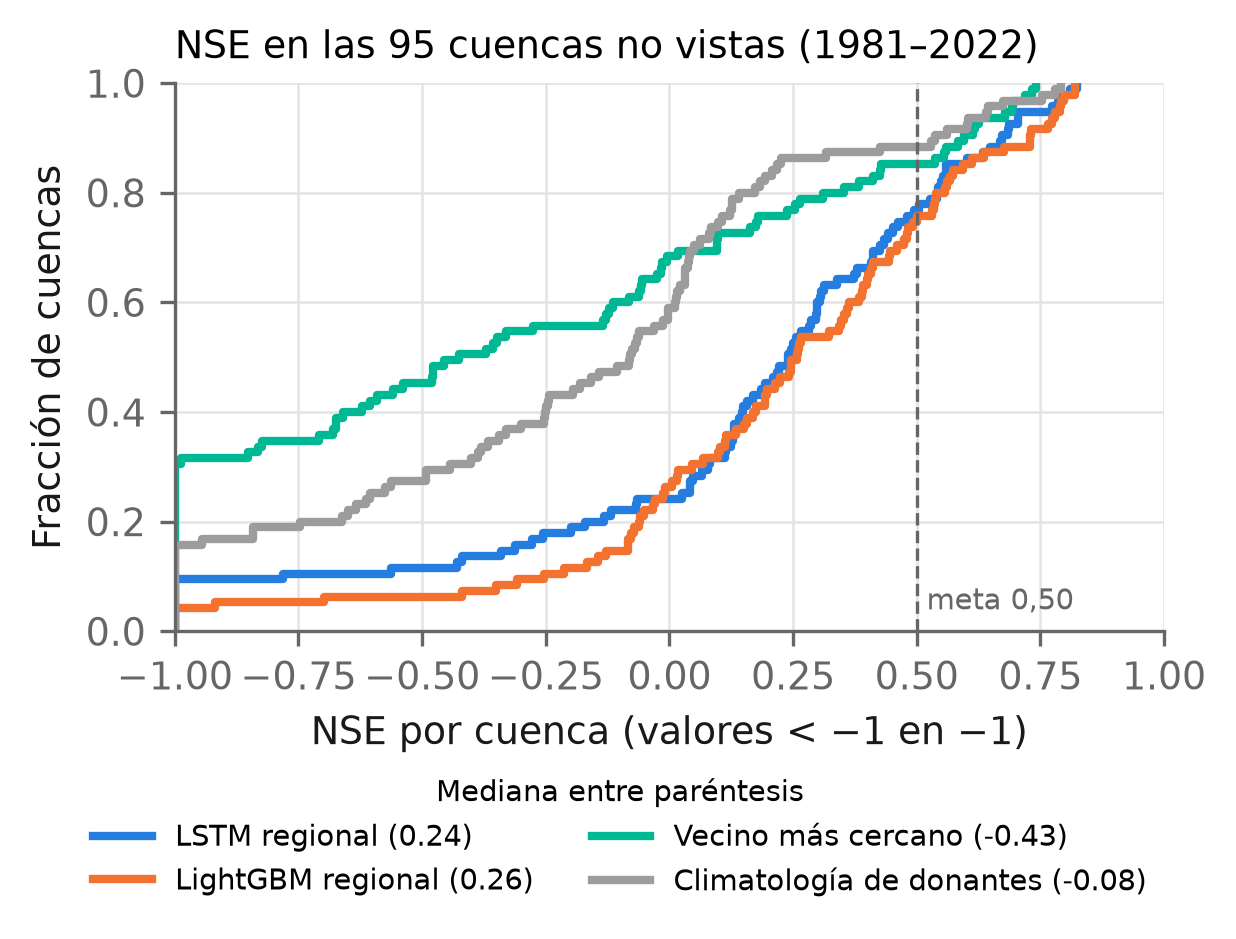 NSE en las 95 cuencas no vistas (1981–2022)
Fracción de cuencas
1.0
0.8
0.6
0.4
0.2
0.0
meta 0,50
−1.00 −0.75 −0.50 −0.25 0.00 0.25 0.50 0.75 1.00
NSE por cuenca (valores < −1 en −1)
Mediana entre paréntesis
LSTM regional (0.24)
LightGBM regional (0.26)
Vecino más cercano (-0.43)
Climatología de donantes (-0.08)